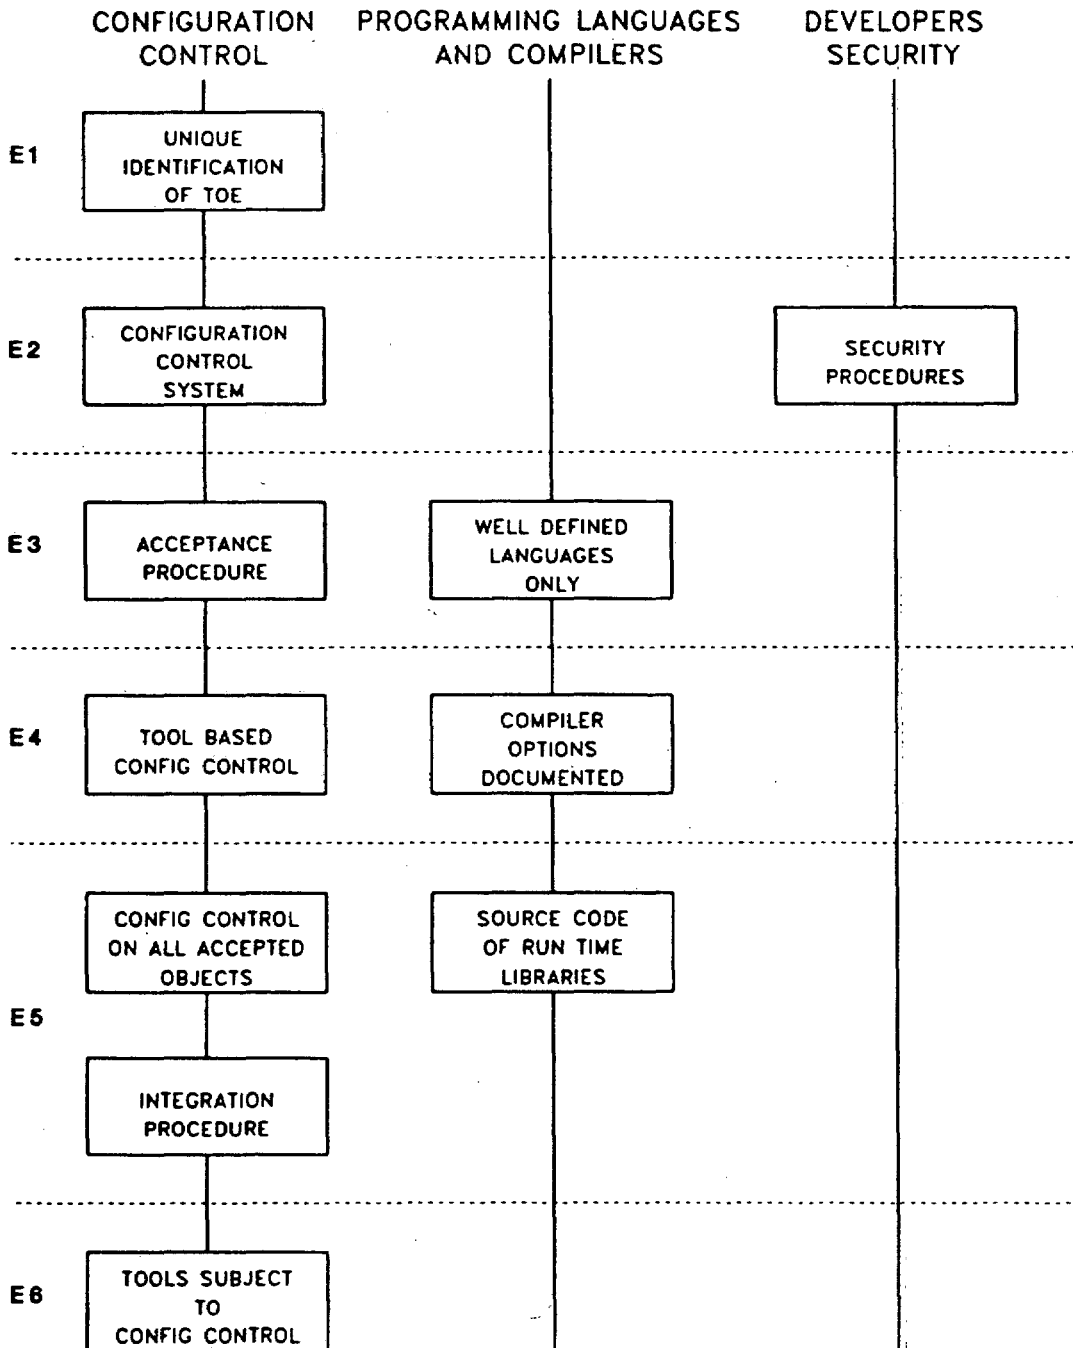 CONFIGURATION CONTROL
PROGRAMMING LANGUAGES AND COMPILERS
DEVELOPERS SECURITY
E1
UNIQUE
IDENTIFICATION
OF TOE
E2
CONFIGURATION
CONTROL
SYSTEM
SECURITY
PROCEDURES
E3
ACCEPTANCE
PROCEDURE
WELL DEFINED
LANGUAGES
ONLY
E4
TOOL BASED
CONFIG CONTROL
COMPILER
OPTIONS
DOCUMENTED
E5
CONFIG CONTROL
ON ALL ACCEPTED
OBJECTS
SOURCE CODE
OF RUN TIME
LIBRARIES
INTEGRATION
PROCEDURE
E6
TOOLS SUBJECT
TO
CONFIG CONTROL